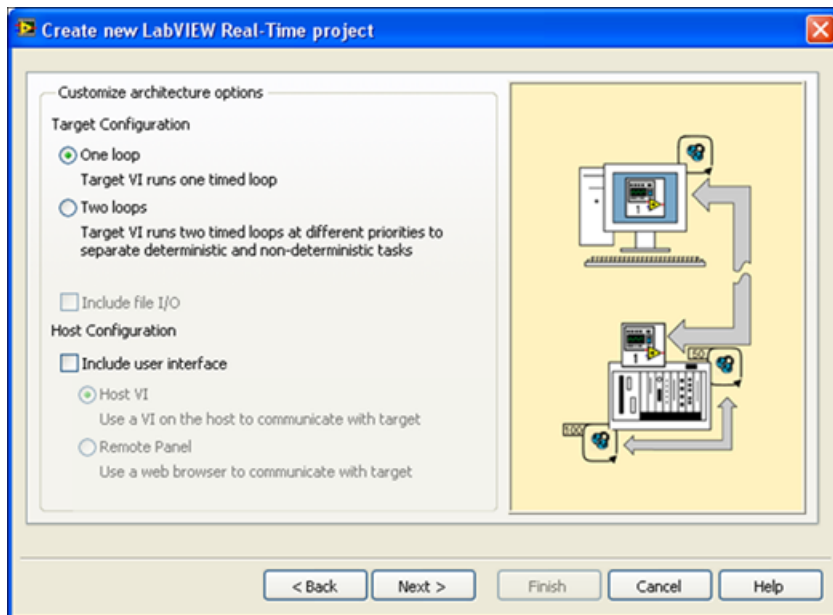 Create new LabVIEW Real-Time project
Customize architecture options
Target Configuration
One loop
Target VI runs one timed loop
Two loops
Target VI runs two timed loops at different priorities to
separate deterministic and non-deterministic tasks
Include file I/O
Host Configuration
Include user interface
Host VI
Use a VI on the host to communicate with target
Remote Panel
Use a web browser to communicate with target
1
1
50
100
< Back
Next >
Finish
Cancel
Help